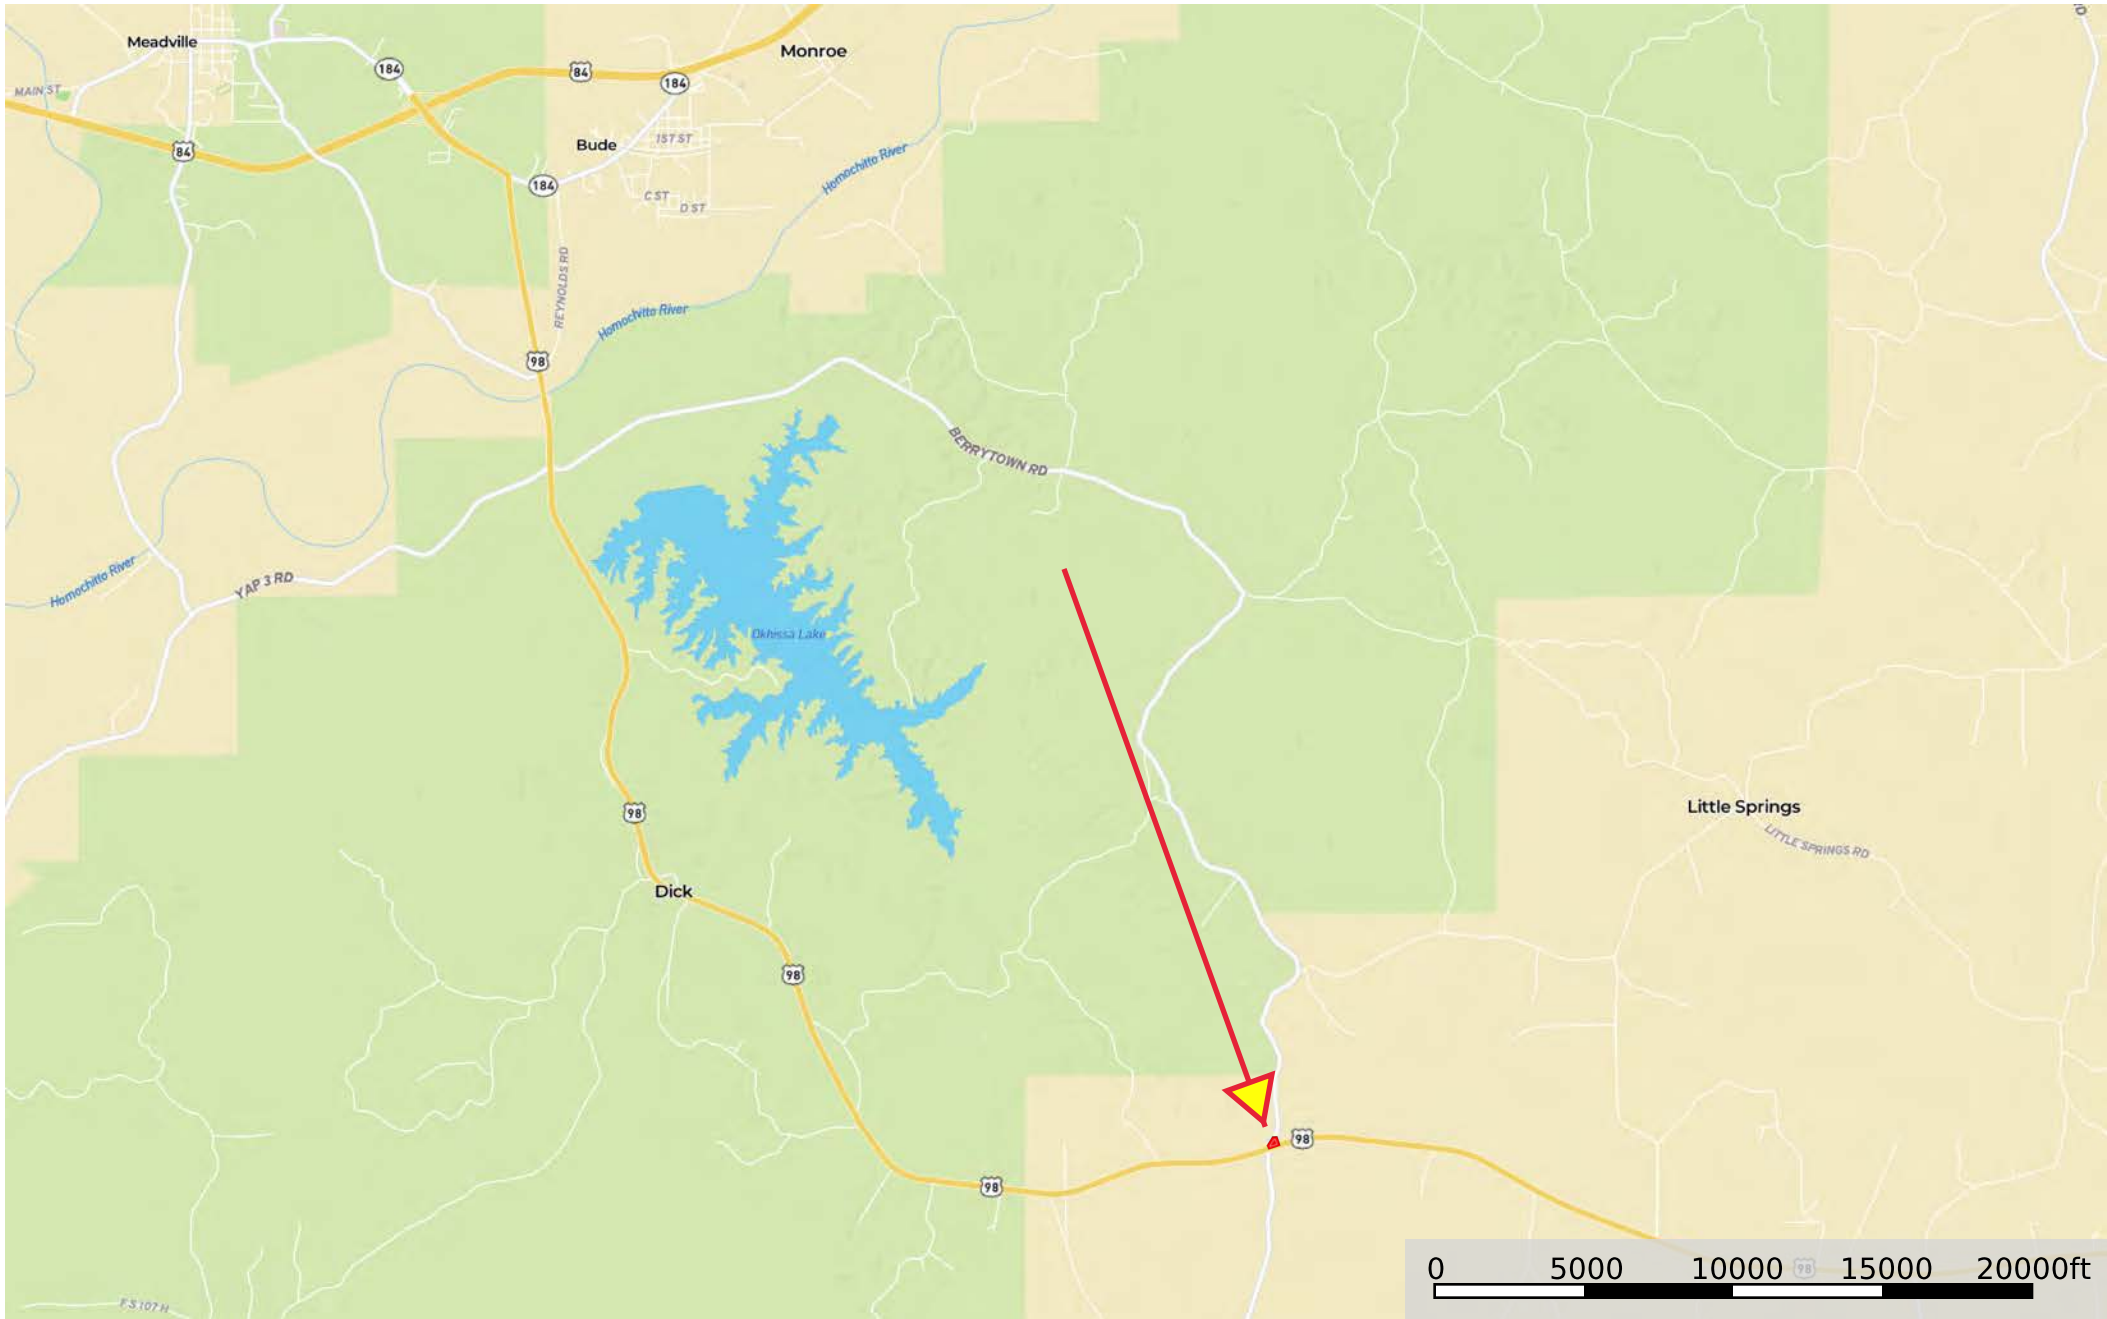 Meadville
Monroe
184
84
184
MAIN ST
84
1ST ST
Bude
Homochitto River
184
C ST
D ST
REYNOLDS RD
Homochitto River
98
BERRYTOWN RD
Homochitto River
YAP 3 RD
Okhissa Lake
98
Little Springs
LITTLE SPRINGS RD
Dick
98
98
98
98
F.S 107 H
0 5000 10000 15000 20000ft